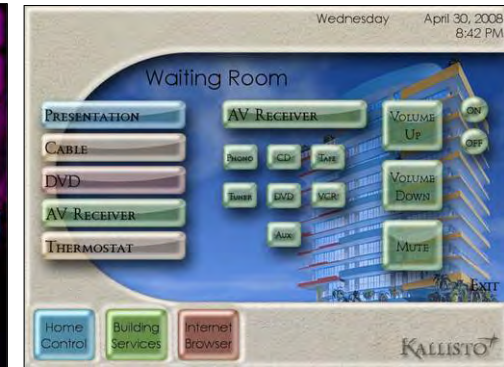 Wednesday April 30, 2008
8:42 PM
Waiting Room
PRESENTATION
CABLE
DVD
AV RECEIVER
THERMOSTAT
AV RECEIVER
PHONO CD TAPE
TUNER DVD VCR
AUX
VOLUME
UP
VOLUME
DOWN
MUTE
ON
OFF
EXIT
Home
Control
Building
Services
Internet
Browser
KALLISTO